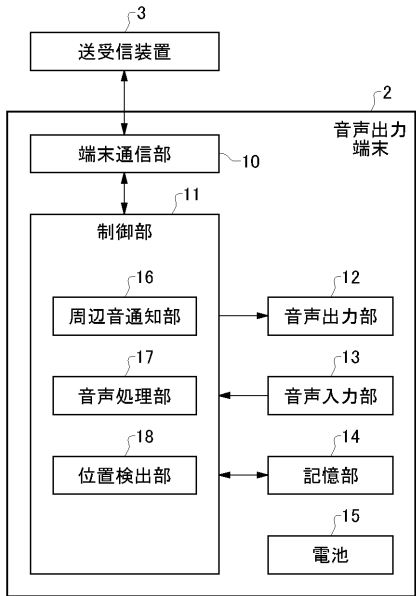 3
送受信装置
2
音声出力
端末
端末通信部
10
11
制御部
16
周辺音通知部
12
音声出力部
17
音声処理部
13
音声入力部
18
位置検出部
14
記憶部
15
電池